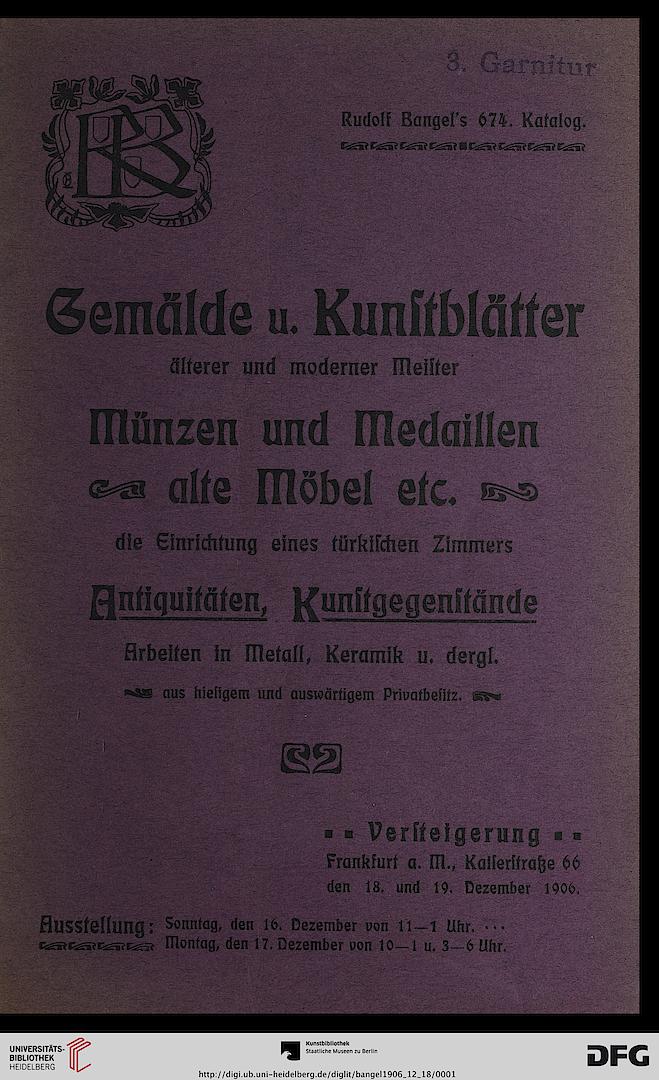 3. Garnitur
Rudolf Bangel's 674. Katalog.
RB
Gemälde u. Kunſtblätter
älterer und moderner Meiſter
Münzen und Medaillen
alte Möbel etc.
die Einrichtung eines türkiſchen Zimmers
Antiquitäten, Kunſtgegenſtände
Arbeiten in Metall, Keramik u. dergl.
aus hieſigem und auswärtigem Privatbeſitz.
Verſteigerung
Frankfurt a. M., Kaiſerſtraße 66
den 18. und 19. Dezember 1906.
Ausstellung: Sonntag, den 16. Dezember von 11—1 Uhr.
Montag, den 17. Dezember von 10—1 u. 3—6 Uhr.
UNIVERSITÄTS-
BIBLIOTHEK
HEIDELBERG
Kunstbibliothek
Staatliche Museen zu Berlin
http://digi.ub.uni-heidelberg.de/diglit/bangel1906_12_18/0001
DFG